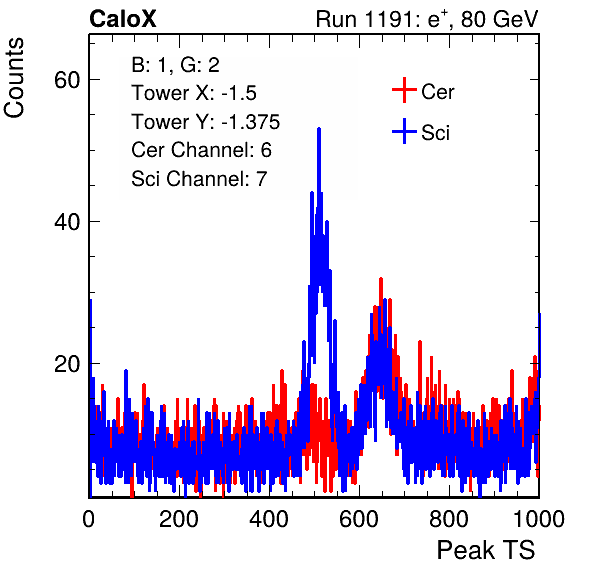 CaloX Run 1191: e+, 80 GeV
Counts
B: 1, G: 2
Tower X: -1.5
Tower Y: -1.375
Cer Channel: 6
Sci Channel: 7
Cer
Sci
60
40
20
0 200 400 600 800 1000
Peak TS